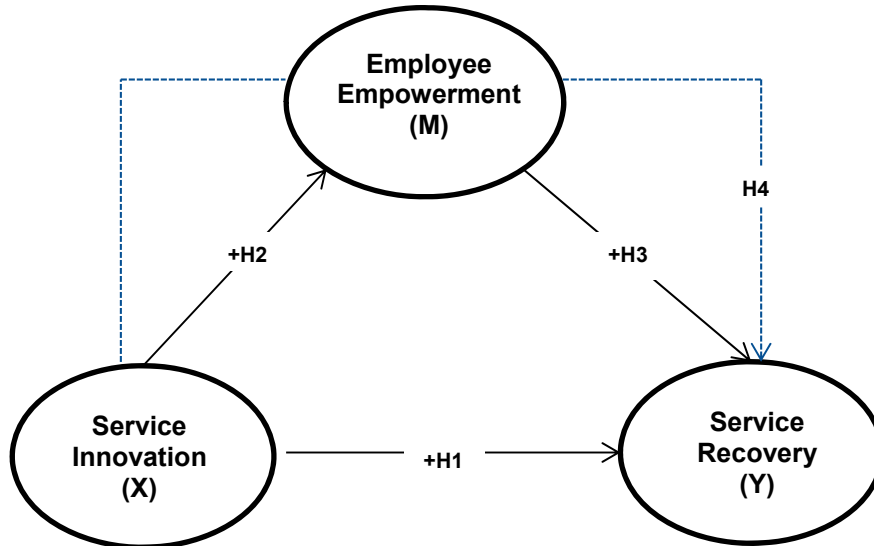 Employee
Empowerment
(M)
H4
+H2
+H3
Service
Innovation
(X)
+H1
Service
Recovery
(Y)